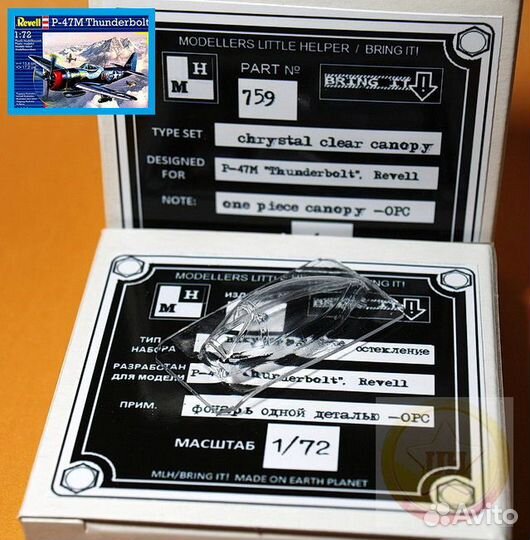 Revell
P-47M Thunderbolt
1:72
MODELLERS LITTLE HELPER / BRING IT!
H
M
PART №
759
BRING IT
TYPE SET
chrystal clear canopy
DESIGNED FOR
P-47M "Thunderbolt", Revell
NOTE:
one piece canopy -OPC
MODELLERS LITTLE HELPER / BRING IT!
H
M
BRING IT
ТИП НАБОРА
остекление
РАЗРАБОТАН ДЛЯ МОДЕЛИ
Thunderbolt", Revell
ПРИМ.
фонарь одной деталью -OPC
МАСШТАБ
1/72
MLH/BRING IT! MADE ON EARTH PLANET
Avito